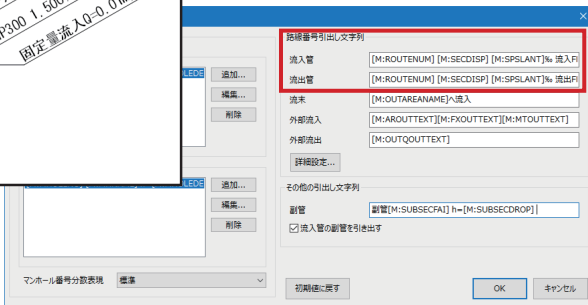 P300 1.500
固定量流入Q=0.0
LEDE
追加...
編集...
削除
LEDE
追加...
編集...
削除
マンホール番号分数表現 標準
路線番号引出し文字列
流入管 [M:ROUTENUM] [M:SECDISP] [M:SPSLANT]‰ 流入F
流出管 [M:ROUTENUM] [M:SECDISP] [M:SPSLANT]‰ 流出F
流末 [M:OUTAREANAME]へ流入
外部流入 [M:AROUTTEXT][M:FXOUTTEXT][M:MTOUTTEXT]
外部流出 [M:OUTQOUTTEXT]
詳細設定...
その他の引出し文字列
副管 副管[M:SUBSECFAI] h=[M:SUBSECDROP]
流入管の副管を引き出す
初期値に戻す OK キャンセル